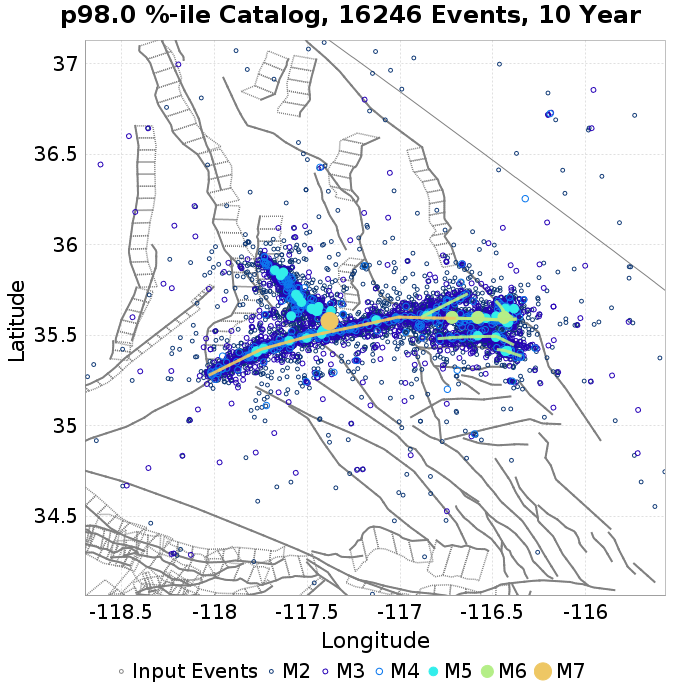 p98.0 %-ile Catalog, 16246 Events, 10 Year
37
36.5
36
35.5
35
34.5
Latitude
-118.5 -118 -117.5 -117 -116.5 -116
Longitude
Input Events M2 M3 M4 M5 M6 M7